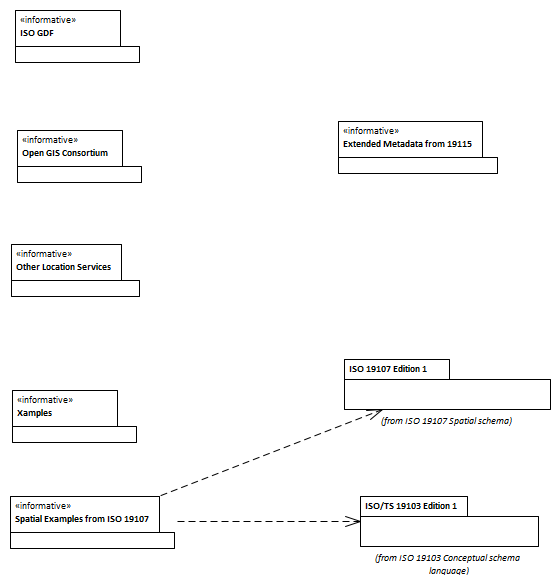 «informative»
ISO GDF
«informative»
Open GIS Consortium
«informative»
Extended Metadata from 19115
«informative»
Other Location Services
ISO 19107 Edition 1
(from ISO 19107 Spatial schema)
«informative»
Xamples
«informative»
Spatial Examples from ISO 19107
ISO/TS 19103 Edition 1
(from ISO 19103 Conceptual schema
language)